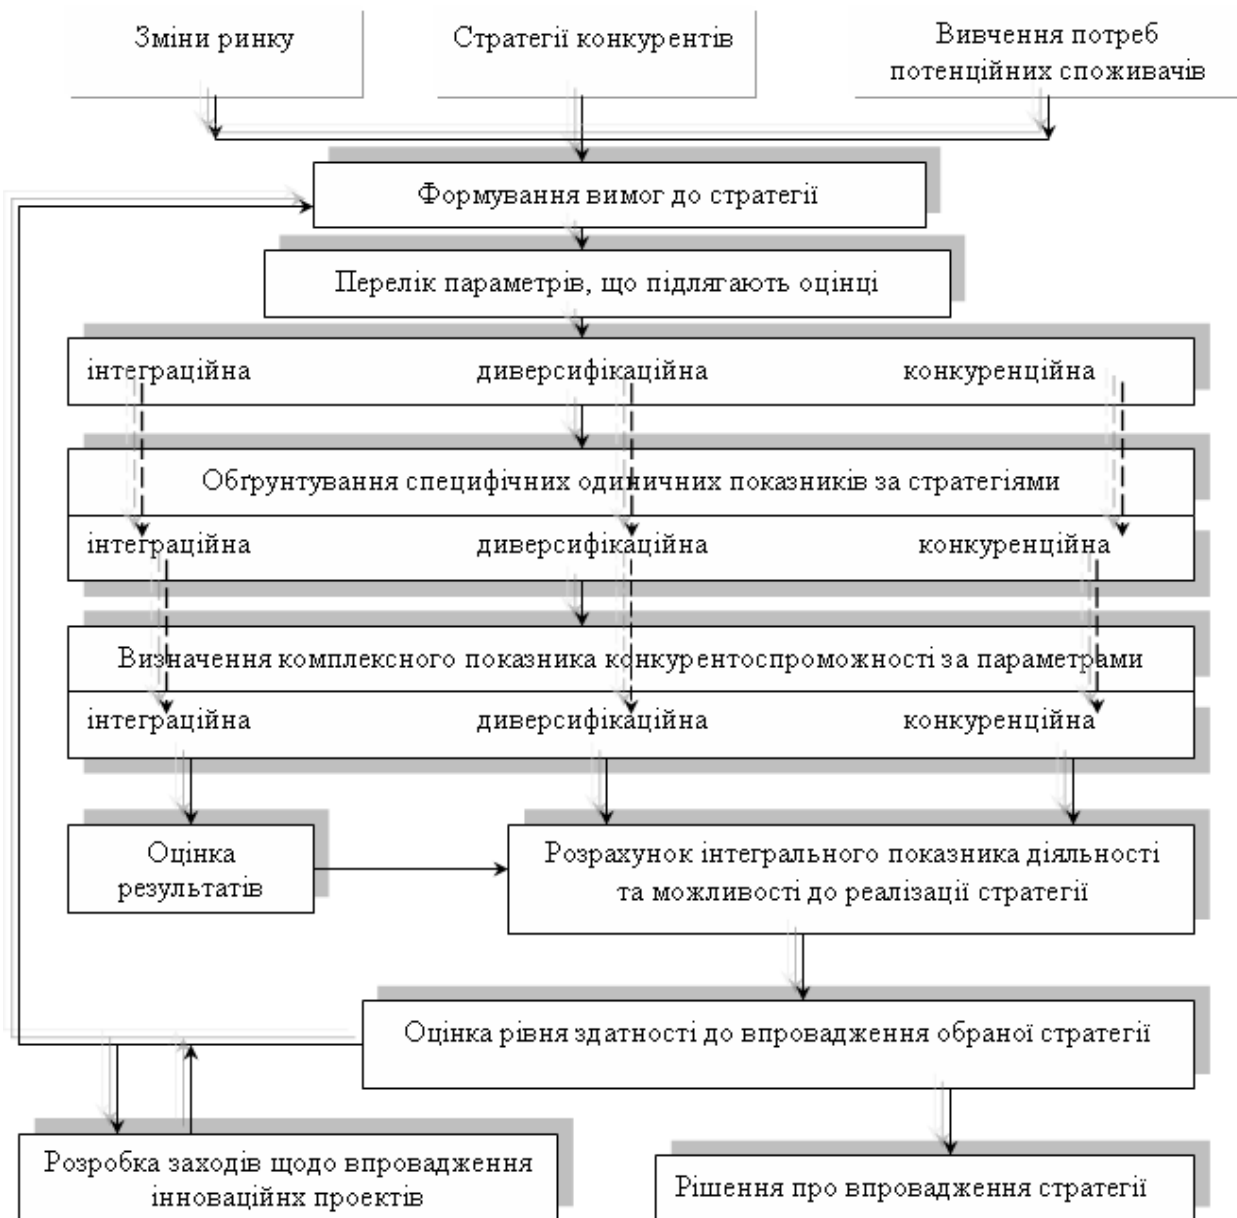 Зміни ринку
Стратегії конкурентів
Вивчення потреб
потенційних споживачів
Формування вимог до стратегії
Перелік параметрів, що підлягають оцінці
інтеграційна
диверсифікаційна
конкуренційна
Обґрунтування специфічних одиничних показників за стратегіями
інтеграційна
диверсифікаційна
конкуренційна
Визначення комплексного показника конкурентоспроможності за параметрами
інтеграційна
диверсифікаційна
конкуренційна
Оцінка
результатів
Розрахунок інтегрального показника діяльності
та можливості до реалізації стратегії
Оцінка рівня здатності до впровадження обраної стратегії
Розробка заходів щодо впровадження
інноваційнх проектів
Рішення про впровадження стратегії